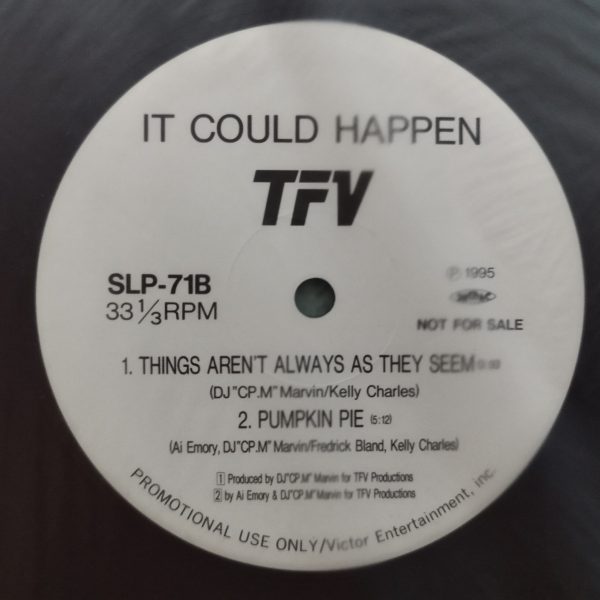 IT COULD HAPPEN
TFV
SLP-71B
33 1/3 RPM
℗ 1995
NOT FOR SALE
1. THINGS AREN'T ALWAYS AS THEY SEEM
(DJ"CP.M"Marvin/Kelly Charles)
2. PUMPKIN PIE (5:12)
(Ai Emory, DJ"CP.M"Marvin/Fredrick Bland, Kelly Charles)
1 Produced by DJ"CP.M" Marvin for TFV Productions
2 by Ai Emory & DJ"CP.M" Marvin for TFV Productions
PROMOTIONAL USE ONLY/Victor Entertainment, inc.